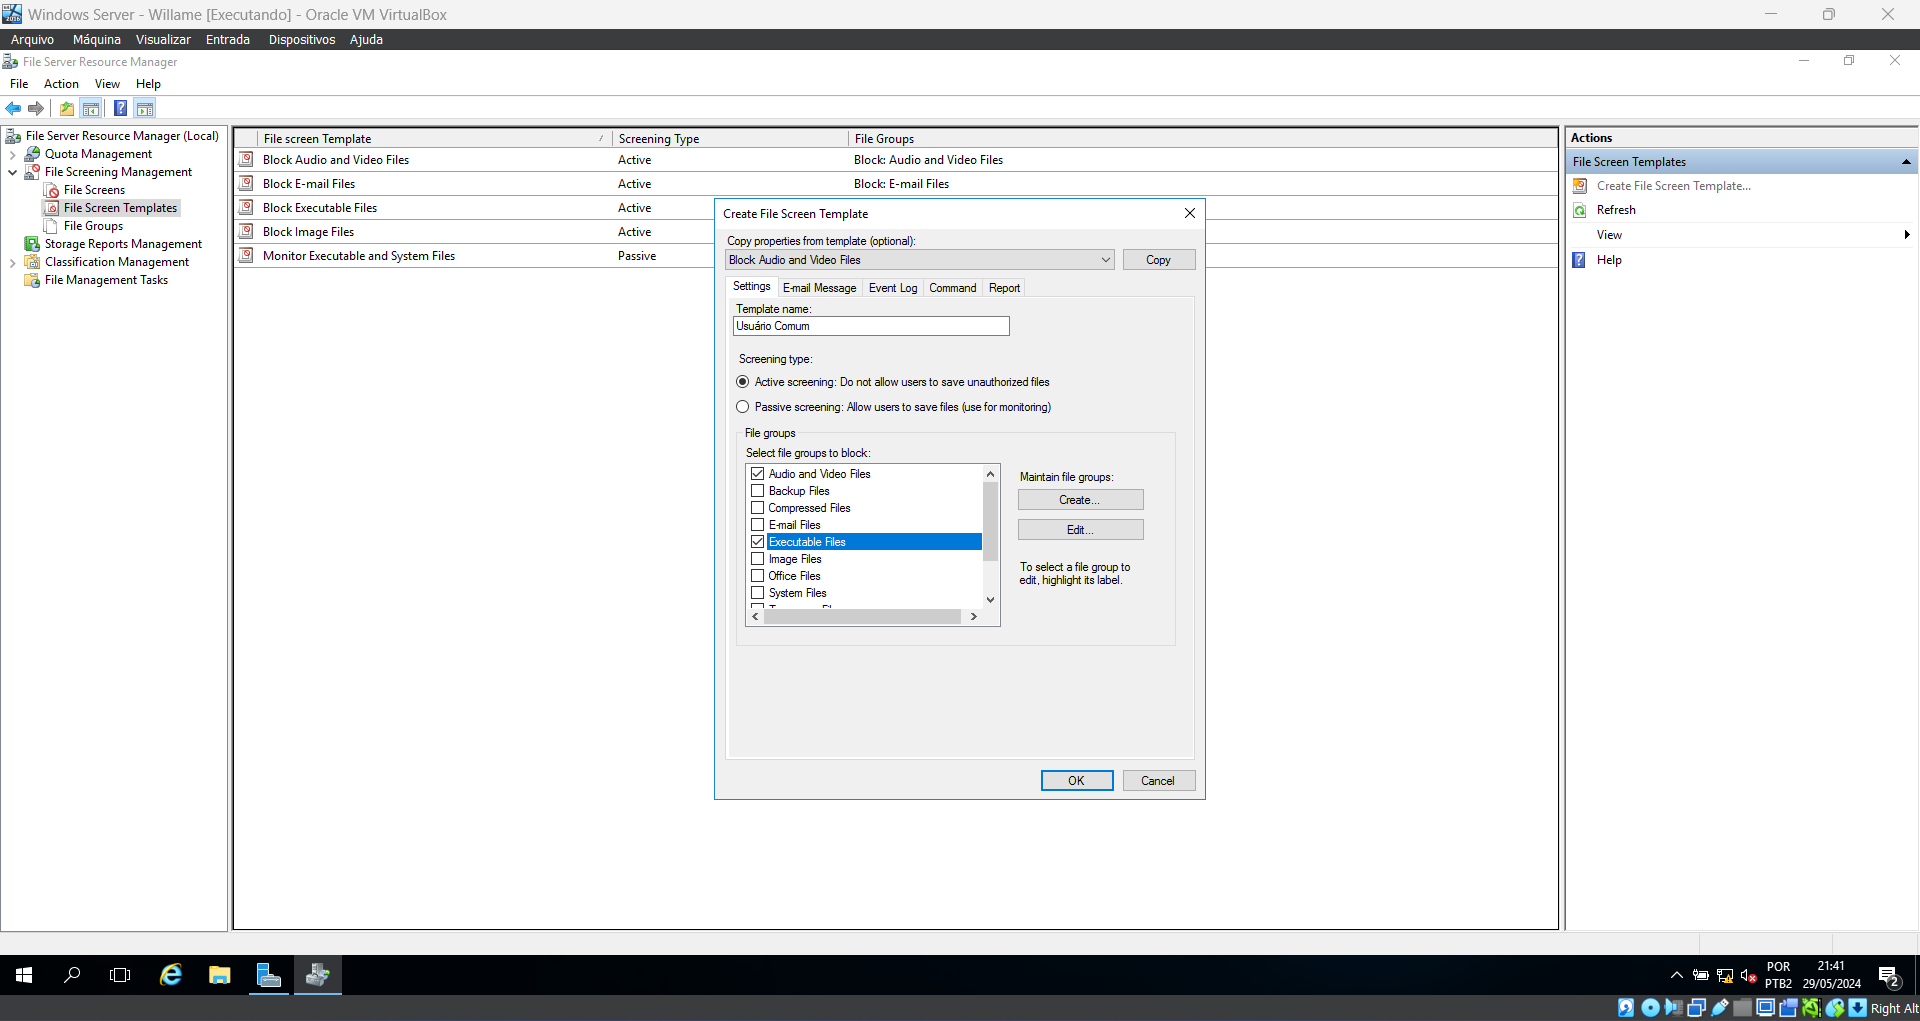 Windows Server - Willame [Executando] - Oracle VM VirtualBox
Arquivo Máquina Visualizar Entrada Dispositivos Ajuda
File Server Resource Manager
File Action View Help
File Server Resource Manager (Local)
Quota Management
File Screening Management
File Screens
File Screen Templates
File Groups
Storage Reports Management
Classification Management
File Management Tasks
File screen Template Screening Type File Groups
Block Audio and Video Files Active Block: Audio and Video Files
Block E-mail Files Active Block: E-mail Files
Block Executable Files Active
Block Image Files Active
Monitor Executable and System Files Passive
Create File Screen Template
Copy properties from template (optional):
Block Audio and Video Files Copy
Settings E-mail Message Event Log Command Report
Template name:
Usuário Comum
Screening type:
Active screening: Do not allow users to save unauthorized files
Passive screening: Allow users to save files (use for monitoring)
File groups
Select file groups to block:
Audio and Video Files
Backup Files
Compressed Files
E-mail Files
Executable Files
Image Files
Office Files
System Files
Maintain file groups:
Create...
Edit...
To select a file group to
edit, highlight its label.
OK Cancel
Actions
File Screen Templates
Create File Screen Template...
Refresh
View
Help
POR
PTB2
21:41
29/05/2024
2
Right Alt